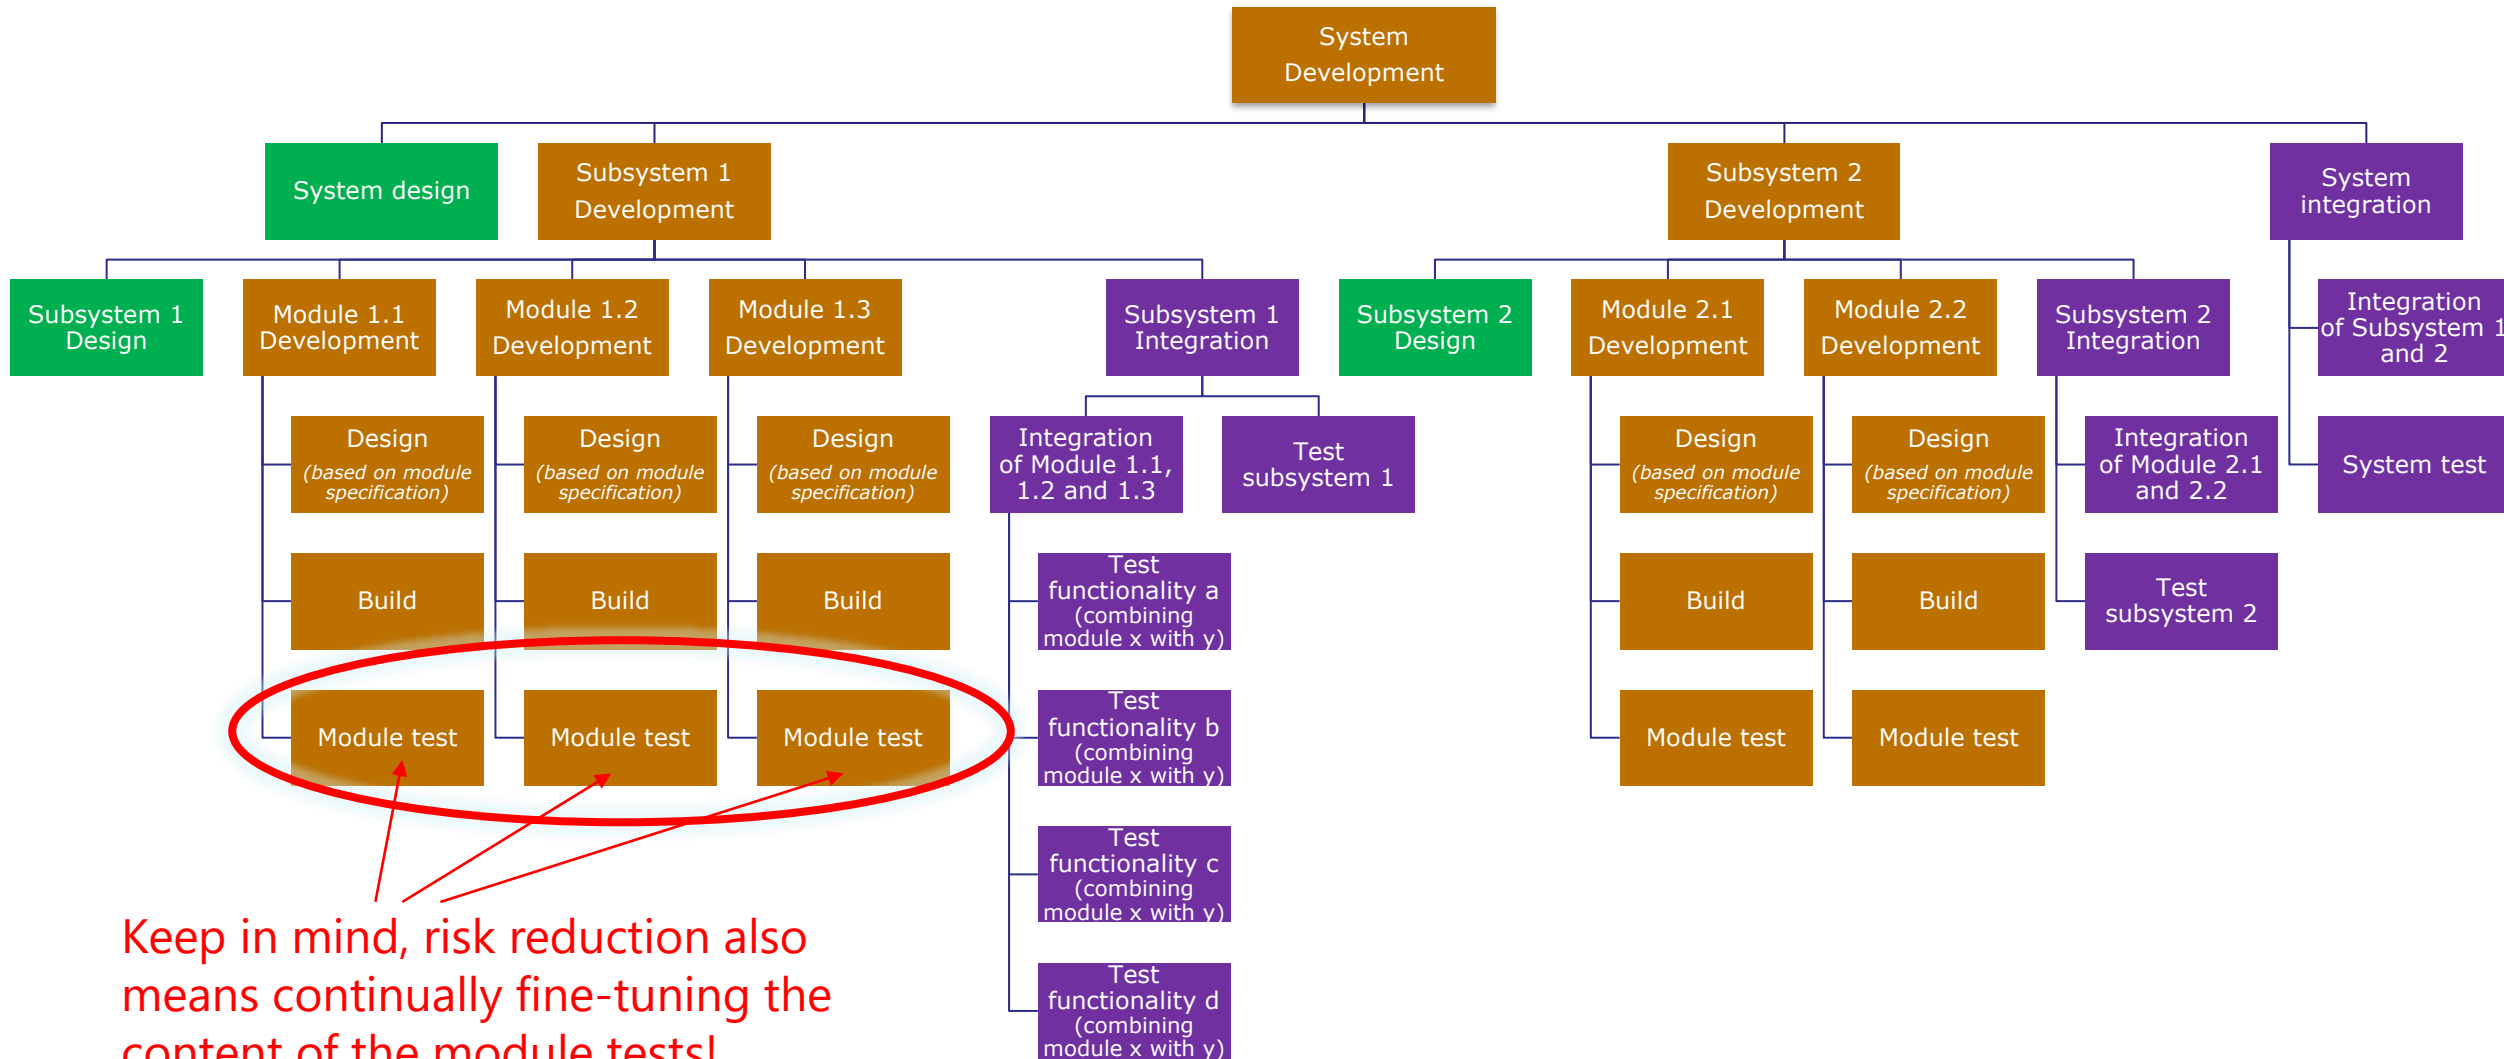 System
Development
System design
Subsystem 1
Development
Subsystem 2
Development
System
integration
Subsystem 1
Design
Module 1.1
Development
Module 1.2
Development
Module 1.3
Development
Subsystem 1
Integration
Subsystem 2
Design
Module 2.1
Development
Module 2.2
Development
Subsystem 2
Integration
Integration
of Subsystem 1
and 2
Design
(based on module
specification)
Design
(based on module
specification)
Design
(based on module
specification)
Integration
of Module 1.1,
1.2 and 1.3
Test
subsystem 1
Design
(based on module
specification)
Design
(based on module
specification)
Integration
of Module 2.1
and 2.2
System test
Build
Build
Build
Test
functionality a
(combining
module x with y)
Build
Build
Test
subsystem 2
Module test
Module test
Module test
Test
functionality b
(combining
module x with y)
Module test
Module test
Test
functionality c
(combining
module x with y)
Keep in mind, risk reduction also
means continually fine-tuning the
content of the module tests!
Test
functionality d
(combining
module x with y)